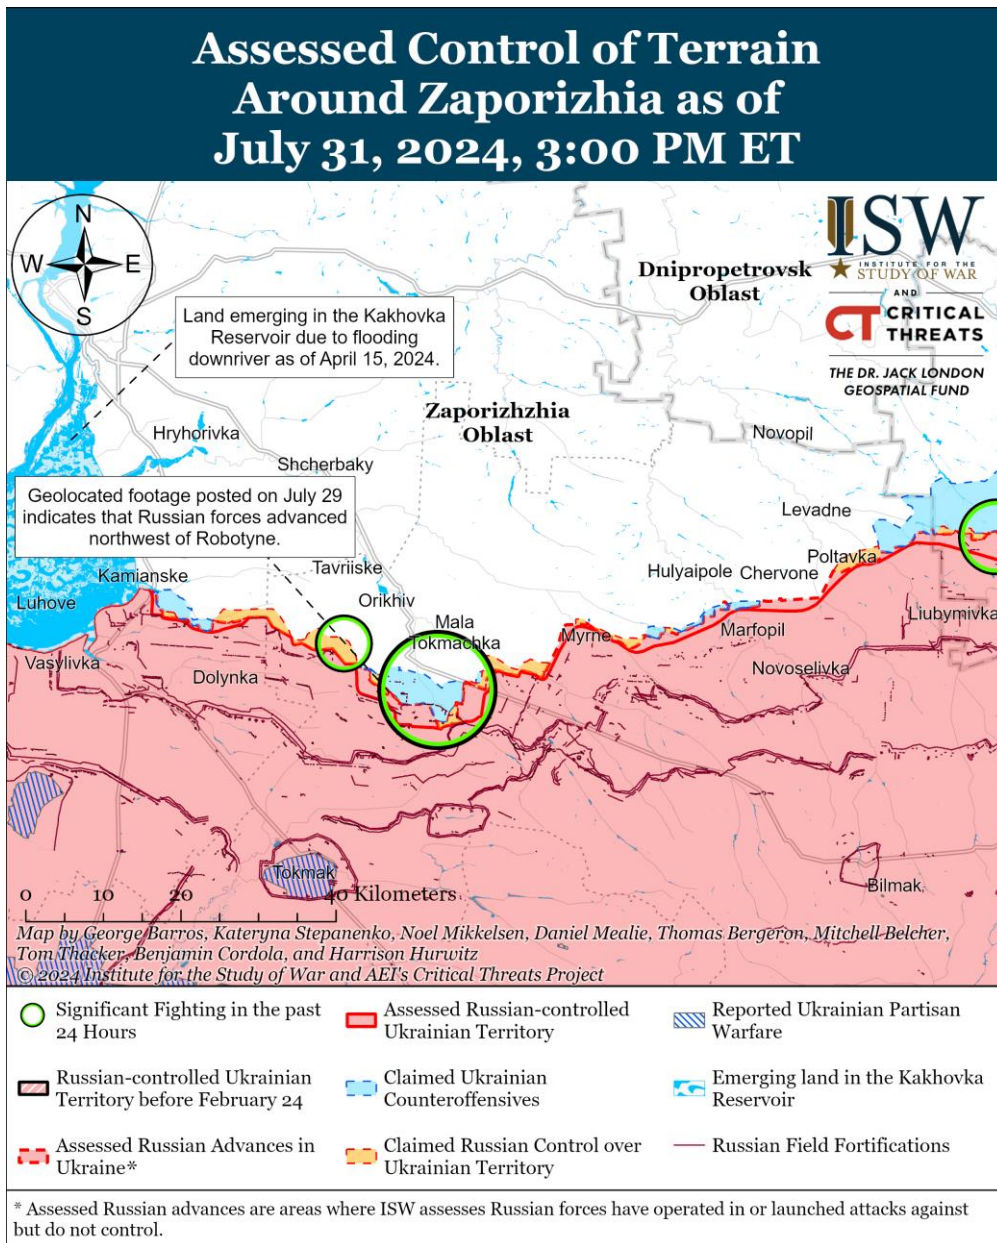 Assessed Control of Terrain
Around Zaporizhia as of
July 31, 2024, 3:00 PM ET
N
W
E
S
ISW
INSTITUTE FOR THE
STUDY OF WAR
AND
CT CRITICAL
THREATS
THE DR. JACK LONDON
GEOSPATIAL FUND
Dnipropetrovsk
Oblast
Land emerging in the Kakhovka
Reservoir due to flooding
downriver as of April 15, 2024.
Zaporizhzhia
Oblast
Hryhorivka
Novopil
Shcherbaky
Geolocated footage posted on July 29
indicates that Russian forces advanced
northwest of Robotyne.
Levadne
Poltavka
Tavriiske
Kamianske
Hulyaipole
Chervone
Luhove
Orikhiv
Liubymivka
Mala
Tokmachka
Myrne
Marfopil
Vasylivka
Dolynka
Novoselivka
Tokmak
Bilmak
0
10
20
40 Kilometers
Map by George Barros, Kateryna Stepanenko, Noel Mikkelsen, Daniel Mealie, Thomas Bergeron, Mitchell Belcher,
Tom Thacker, Benjamin Cordola, and Harrison Hurwitz
© 2024 Institute for the Study of War and AEI's Critical Threats Project
Significant Fighting in the past
24 Hours
Assessed Russian-controlled
Ukrainian Territory
Reported Ukrainian Partisan
Warfare
Russian-controlled Ukrainian
Territory before February 24
Claimed Ukrainian
Counteroffensives
Emerging land in the Kakhovka
Reservoir
Assessed Russian Advances in
Ukraine*
Claimed Russian Control over
Ukrainian Territory
Russian Field Fortifications
* Assessed Russian advances are areas where ISW assesses Russian forces have operated in or launched attacks against
but do not control.